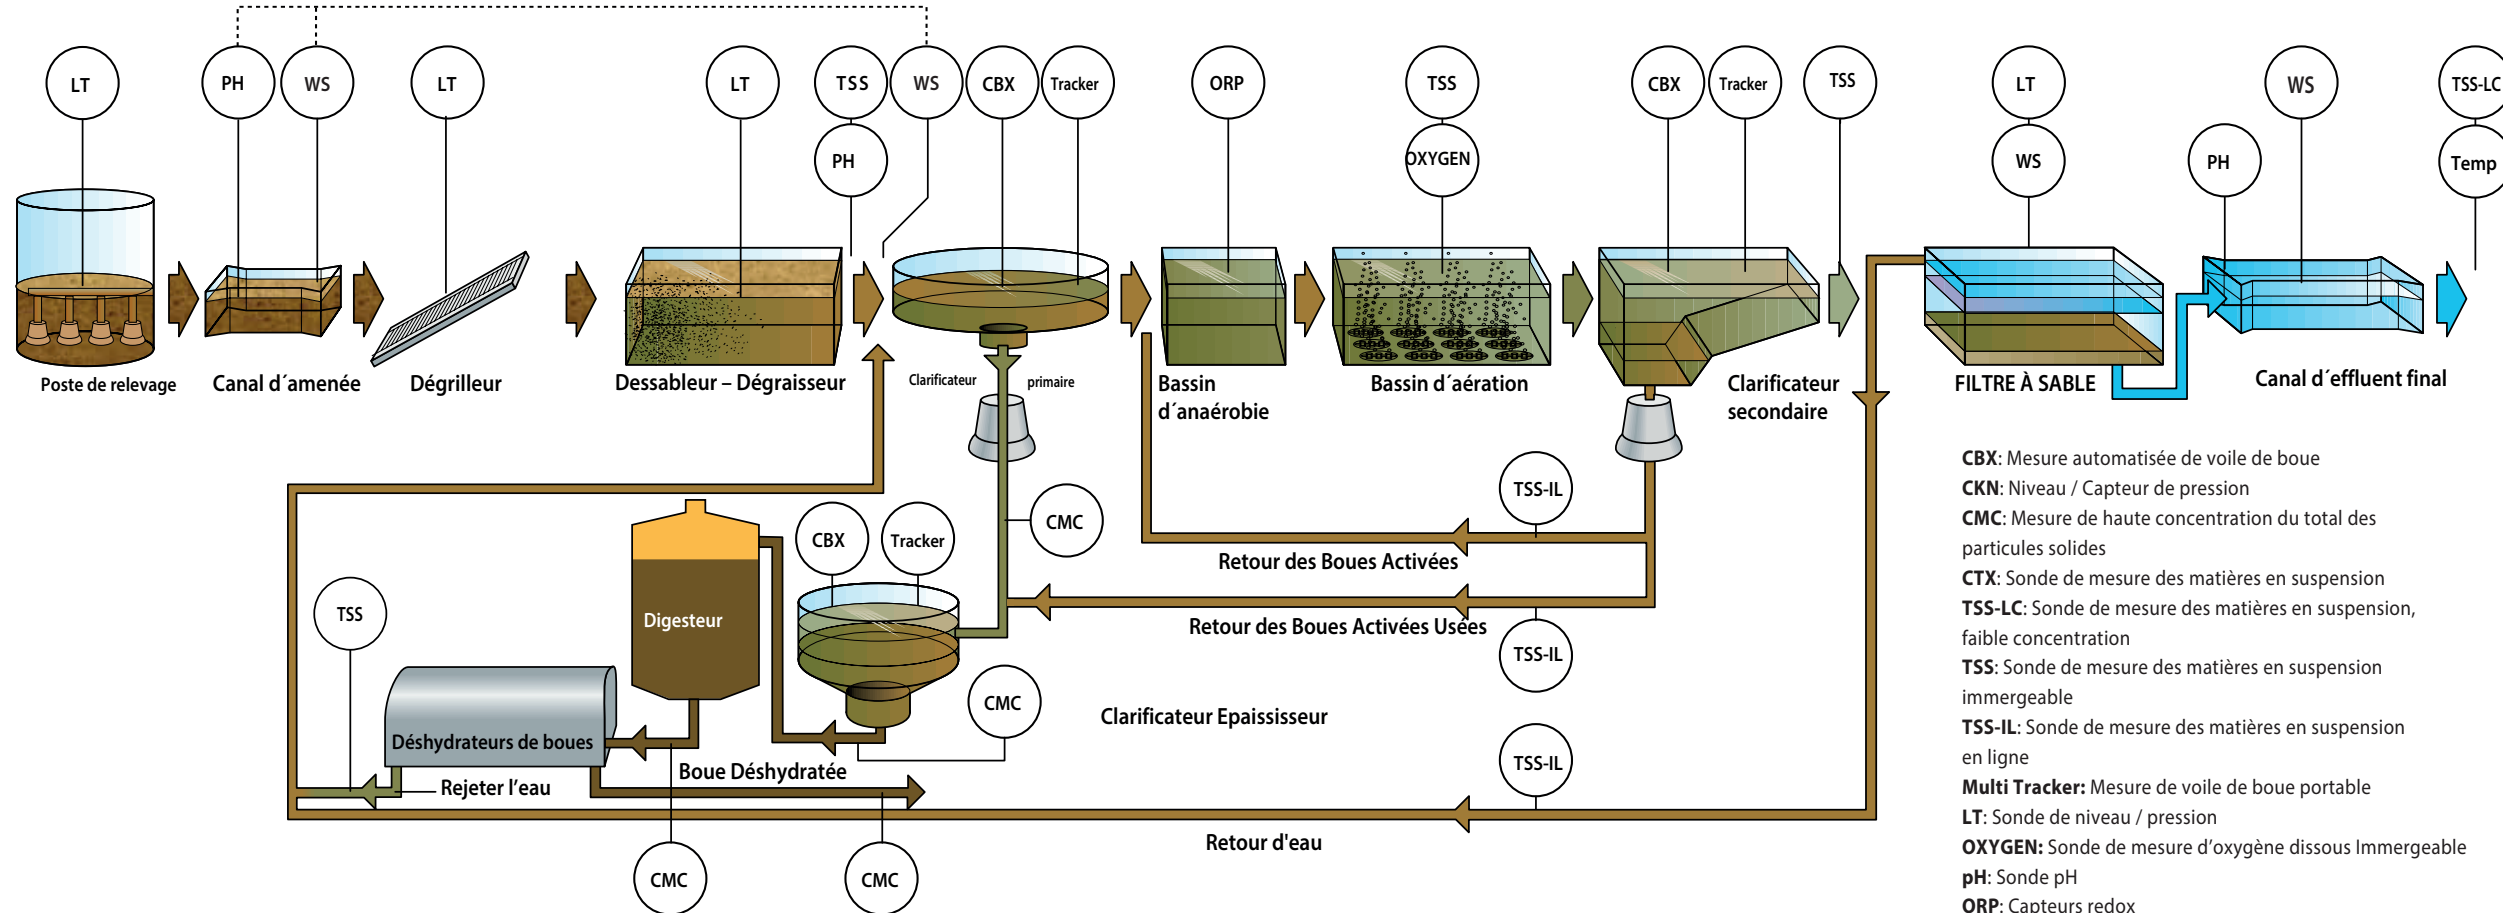 LT
PH
WS
LT
LT
TSS
WS
CBX
Tracker
ORP
TSS
CBX
Tracker
TSS
LT
WS
TSS-LC
PH
OXYGEN
WS
PH
Temp
Poste de relevage
Canal d´amenée
Dégrilleur
Dessableur – Dégraisseur
Clarificateur primaire
Bassin
d´anaérobie
Bassin d´aération
Clarificateur
secondaire
FILTRE À SABLE
Canal d´effluent final
TSS-IL
CMC
CBX
Tracker
Retour des Boues Activées
TSS
Digesteur
Retour des Boues Activées Usées
TSS-IL
CMC
Clarificateur Epaississeur
Déshydrateurs de boues
Boue Déshydratée
Rejeter l’eau
TSS-IL
Retour d'eau
CMC
CMC
CBX: Mesure automatisée de voile de boue
CKN: Niveau / Capteur de pression
CMC: Mesure de haute concentration du total des
particules solides
CTX: Sonde de mesure des matières en suspension
TSS-LC: Sonde de mesure des matières en suspension,
faible concentration
TSS: Sonde de mesure des matières en suspension
immergeable
TSS-IL: Sonde de mesure des matières en suspension
en ligne
Multi Tracker: Mesure de voile de boue portable
LT: Sonde de niveau / pression
OXYGEN: Sonde de mesure d’oxygène dissous Immergeable
pH: Sonde pH
ORP: Capteurs redox